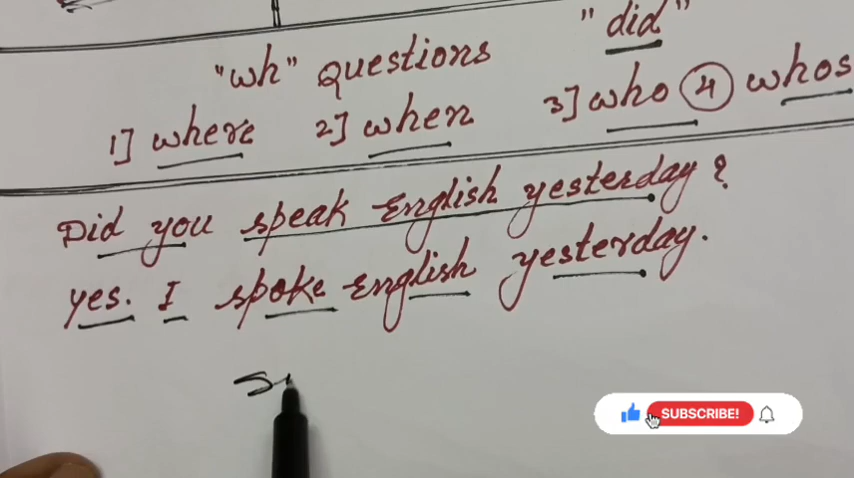 "wh" Questions "did"
1] where 2] when 3] who 4 whos
Did you speak English yesterday?
yes. I spoke English yesterday.
SUBSCRIBE!